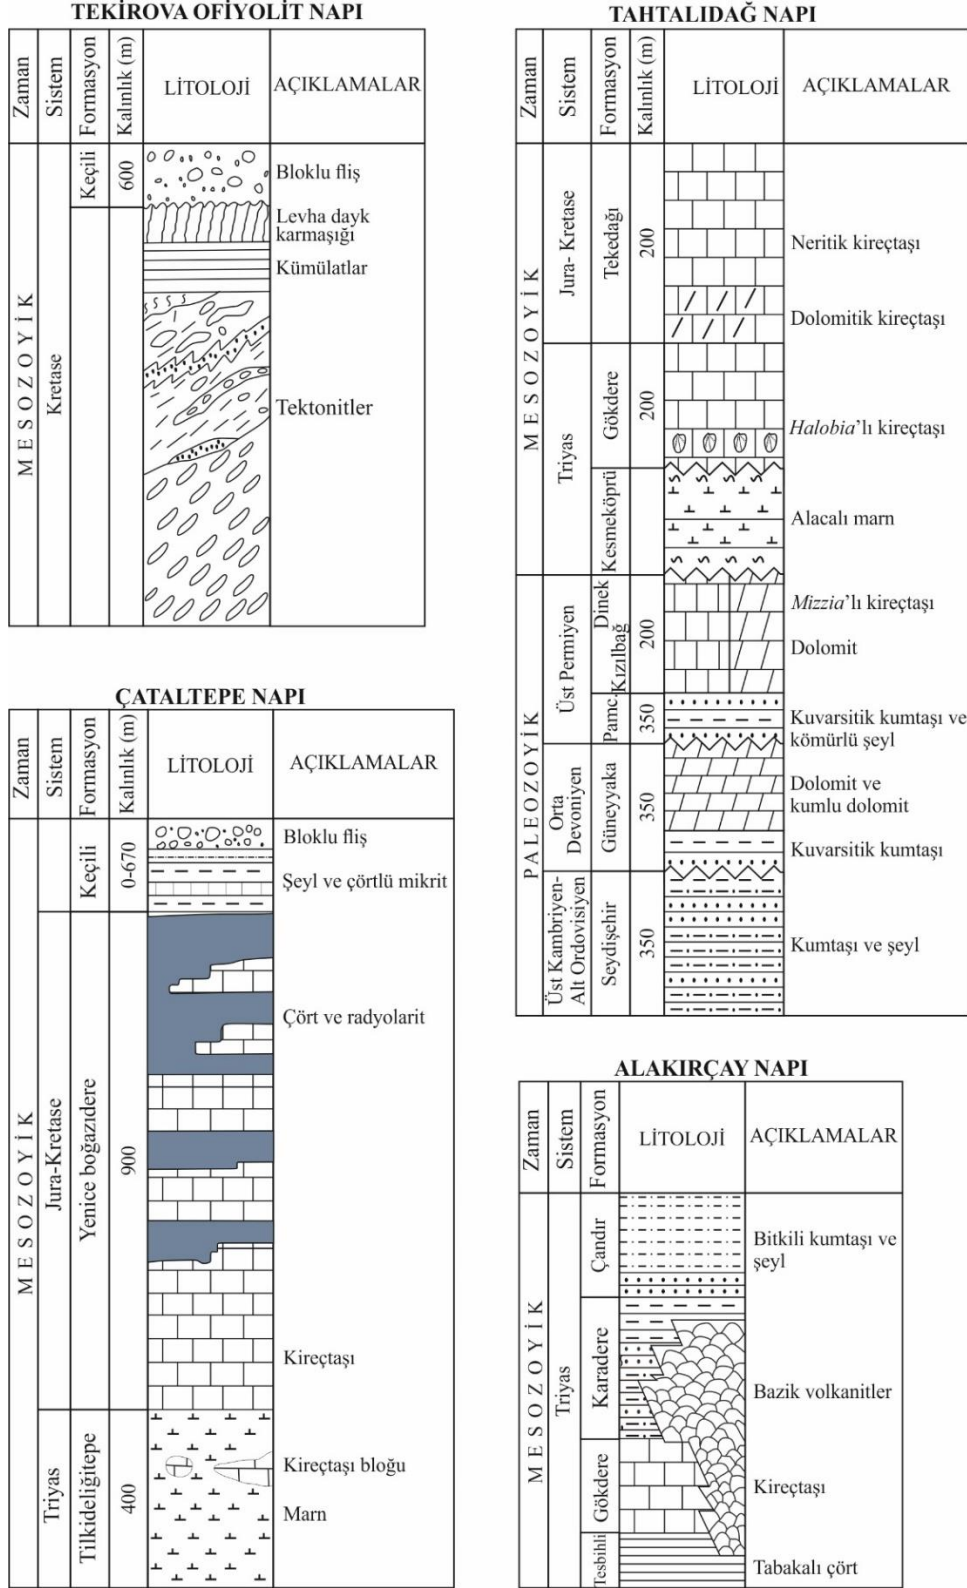 TEKİROVA OFİYOLİT NAPI
Zaman
Sistem
Formasyon
Kalınlık (m)
LİTOLOJİ
AÇIKLAMALAR
MESOZOYİK
Kretase
Keçili
600
Bloklu fliş
Levha dayk
karmaşığı
Kümülatlar
Tektonitler
ÇATALTEPE NAPI
Zaman
Sistem
Formasyon
Kalınlık (m)
LİTOLOJİ
AÇIKLAMALAR
MESOZOYİK
Keçili
0-670
Bloklu fliş
Şeyl ve çörtlü mikrit
Jura-Kretase
Yenice boğazıdere
900
Çört ve radyolarit
Kireçtaşı
Triyas
Tilkideliğitepe
400
Kireçtaşı bloğu
Marn
TAHTALIDAĞ NAPI
Zaman
Sistem
Formasyon
Kalınlık (m)
LİTOLOJİ
AÇIKLAMALAR
MESOZOYİK
Jura- Kretase
Tekedağı
200
Neritik kireçtaşı
Dolomitik kireçtaşı
Triyas
Gökdere
200
Halobia'lı kireçtaşı
Kesmeköprü
Alacalı marn
PALEOZOYİK
Üst Permiyen
Dinek
Kızılbağ
200
Mizzia'lı kireçtaşı
Dolomit
Pamc.
350
Kuvarsitik kumtaşı ve
kömürlü şeyl
Orta
Devoniyen
Güneyyaka
350
Dolomit ve
kumlu dolomit
Kuvarsitik kumtaşı
Üst Kambriyen-
Alt Ordovisiyen
Seydişehir
350
Kumtaşı ve şeyl
ALAKIRÇAY NAPI
Zaman
Sistem
Formasyon
LİTOLOJİ
AÇIKLAMALAR
MESOZOYİK
Triyas
Çandır
Bitkili kumtaşı ve
şeyl
Karadere
Bazik volkanitler
Gökdere
Kireçtaşı
Tesbihli
Tabakalı çört